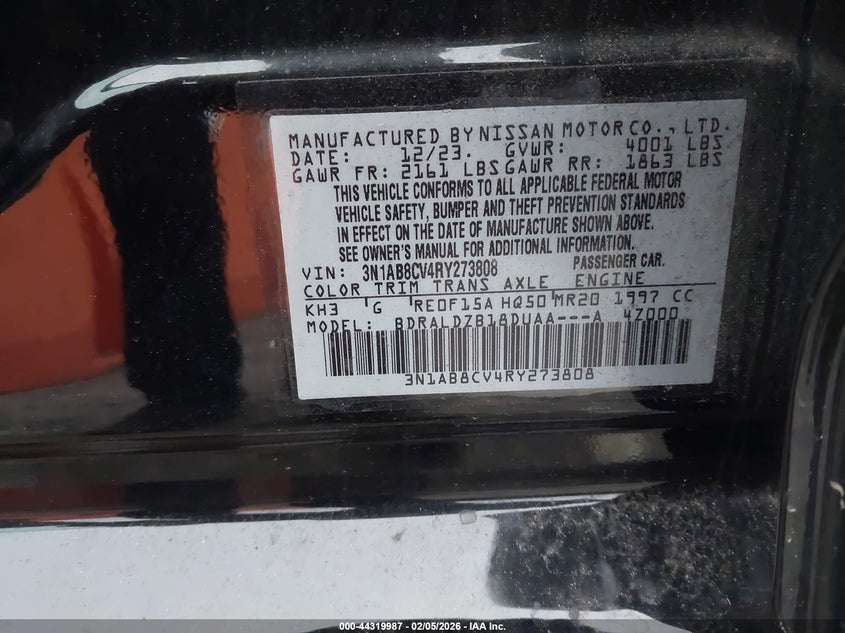 MANUFACTURED BY NISSAN MOTOR CO., LTD.
DATE: 12/23. GVWR: 4001 LBS
GAWR FR: 2161 LBS GAWR RR: 1863 LBS
THIS VEHICLE CONFORMS TO ALL APPLICABLE FEDERAL MOTOR
VEHICLE SAFETY, BUMPER AND THEFT PREVENTION STANDARDS
IN EFFECT ON THE DATE OF MANUFACTURE SHOWN ABOVE.
SEE OWNER'S MANUAL FOR ADDITIONAL INFORMATION.
VIN: 3N1AB8CV4RY273808 PASSENGER CAR.
COLOR TRIM TRANS AXLE ENGINE
KH3 'G RE0F15A HQ50 MR20 1997 CC
MODEL: BDRALDZB18DUAA---A 4Z000
3N1AB8CV4RY273808
000-44319987 - 02/05/2026 - IAA Inc.